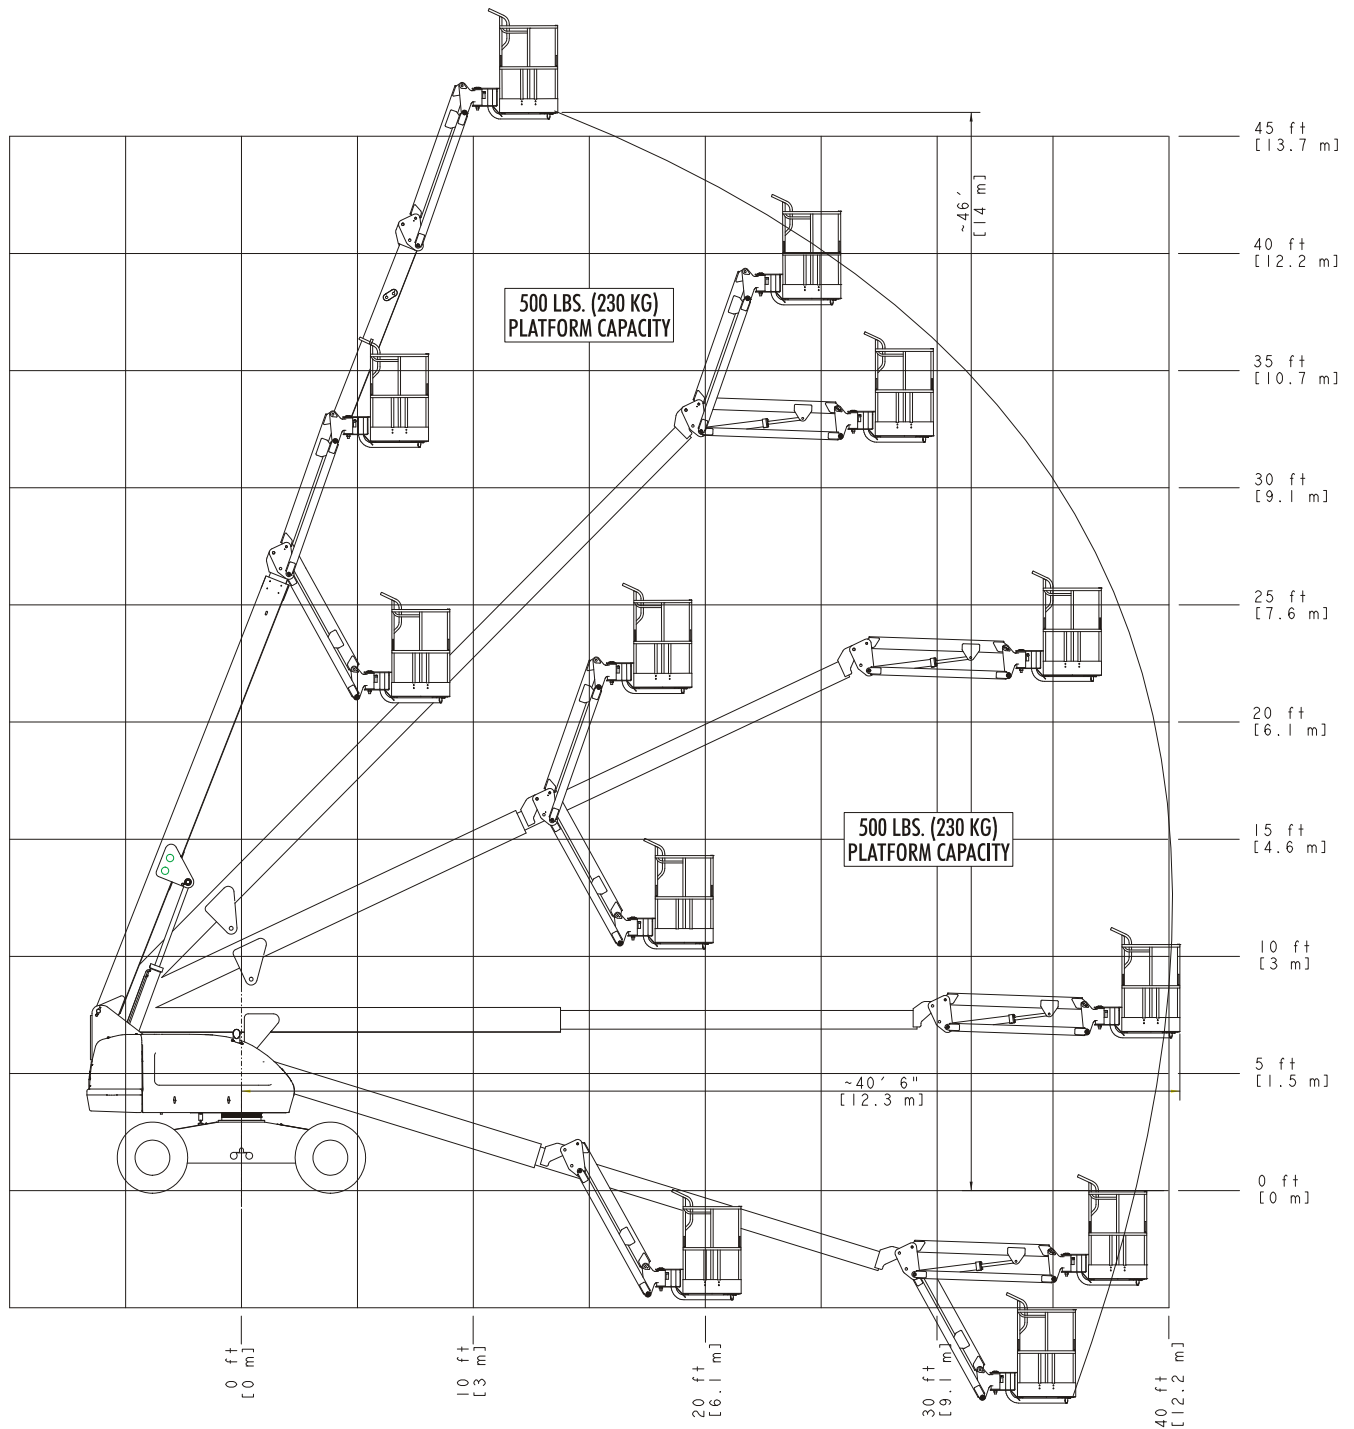 45 ft
[13.7 m]
~46'
[14 m]
40 ft
[12.2 m]
500 LBS. (230 KG)
PLATFORM CAPACITY
35 ft
[10.7 m]
30 ft
[9.1 m]
25 ft
[7.6 m]
20 ft
[6.1 m]
500 LBS. (230 KG)
PLATFORM CAPACITY
15 ft
[4.6 m]
10 ft
[3 m]
5 ft
[1.5 m]
~40' 6"
[12.3 m]
0 ft
[0 m]
0 ft
[0 m]
10 ft
[3 m]
20 ft
[6.1 m]
30 ft
[9.1 m]
40 ft
[12.2 m]